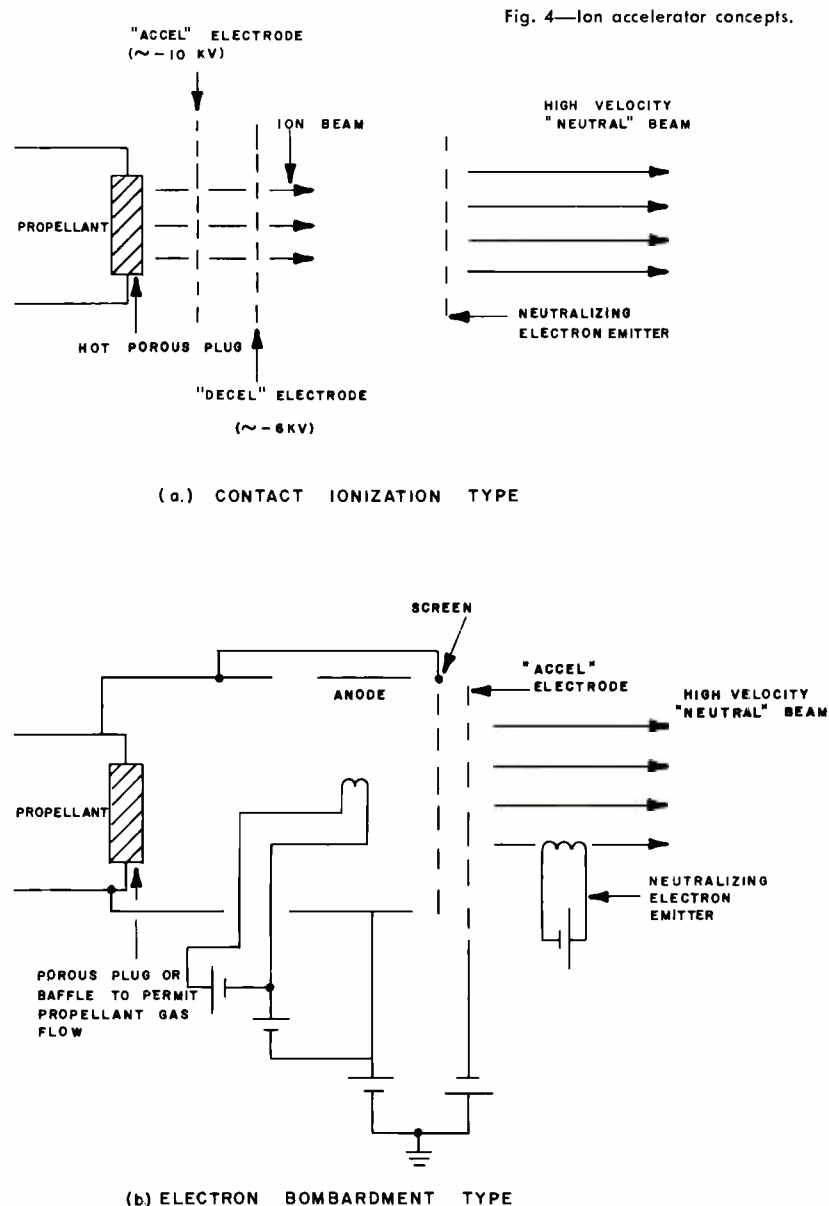 Fig. 4—Ion accelerator concepts.
"ACCEL" ELECTRODE
(~-10 KV)
ION BEAM
HIGH VELOCITY
"NEUTRAL" BEAM
PROPELLANT
HOT POROUS PLUG
NEUTRALIZING
ELECTRON EMITTER
"DECEL" ELECTRODE
(~-6KV)
(a.) CONTACT IONIZATION TYPE
SCREEN
"ACCEL"
ELECTRODE
ANODE
HIGH VELOCITY
"NEUTRAL" BEAM
PROPELLANT
NEUTRALIZING
ELECTRON
EMITTER
POROUS PLUG OR
BAFFLE TO PERMIT
PROPELLANT GAS
FLOW
(b.) ELECTRON BOMBARDMENT TYPE